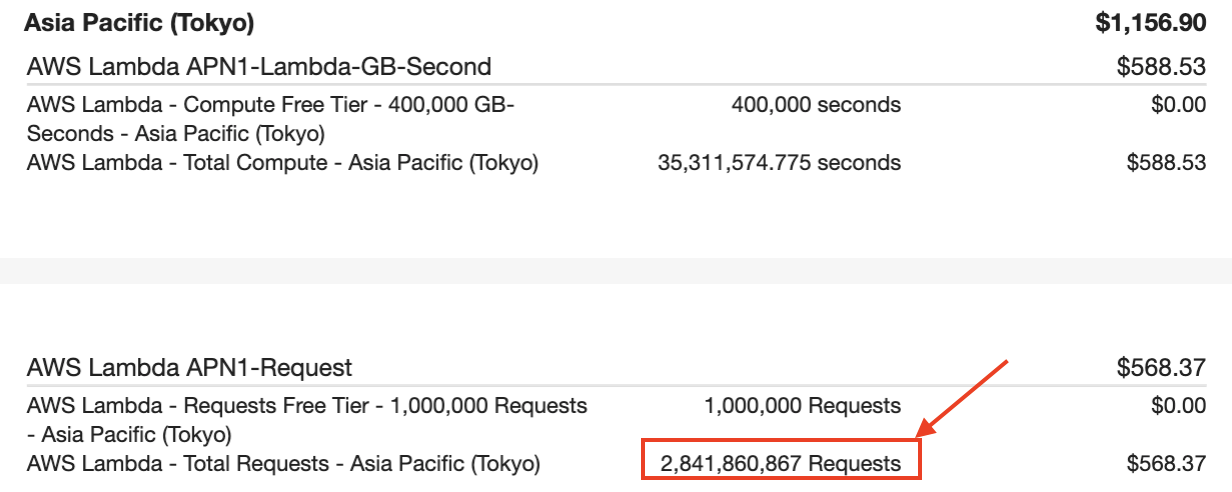 Asia Pacific (Tokyo) $1,156.90
AWS Lambda APN1-Lambda-GB-Second $588.53
AWS Lambda - Compute Free Tier - 400,000 GB- 400,000 seconds $0.00
Seconds - Asia Pacific (Tokyo)
AWS Lambda - Total Compute - Asia Pacific (Tokyo) 35,311,574.775 seconds $588.53
AWS Lambda APN1-Request $568.37
AWS Lambda - Requests Free Tier - 1,000,000 Requests 1,000,000 Requests $0.00
- Asia Pacific (Tokyo)
AWS Lambda - Total Requests - Asia Pacific (Tokyo) 2,841,860,867 Requests $568.37